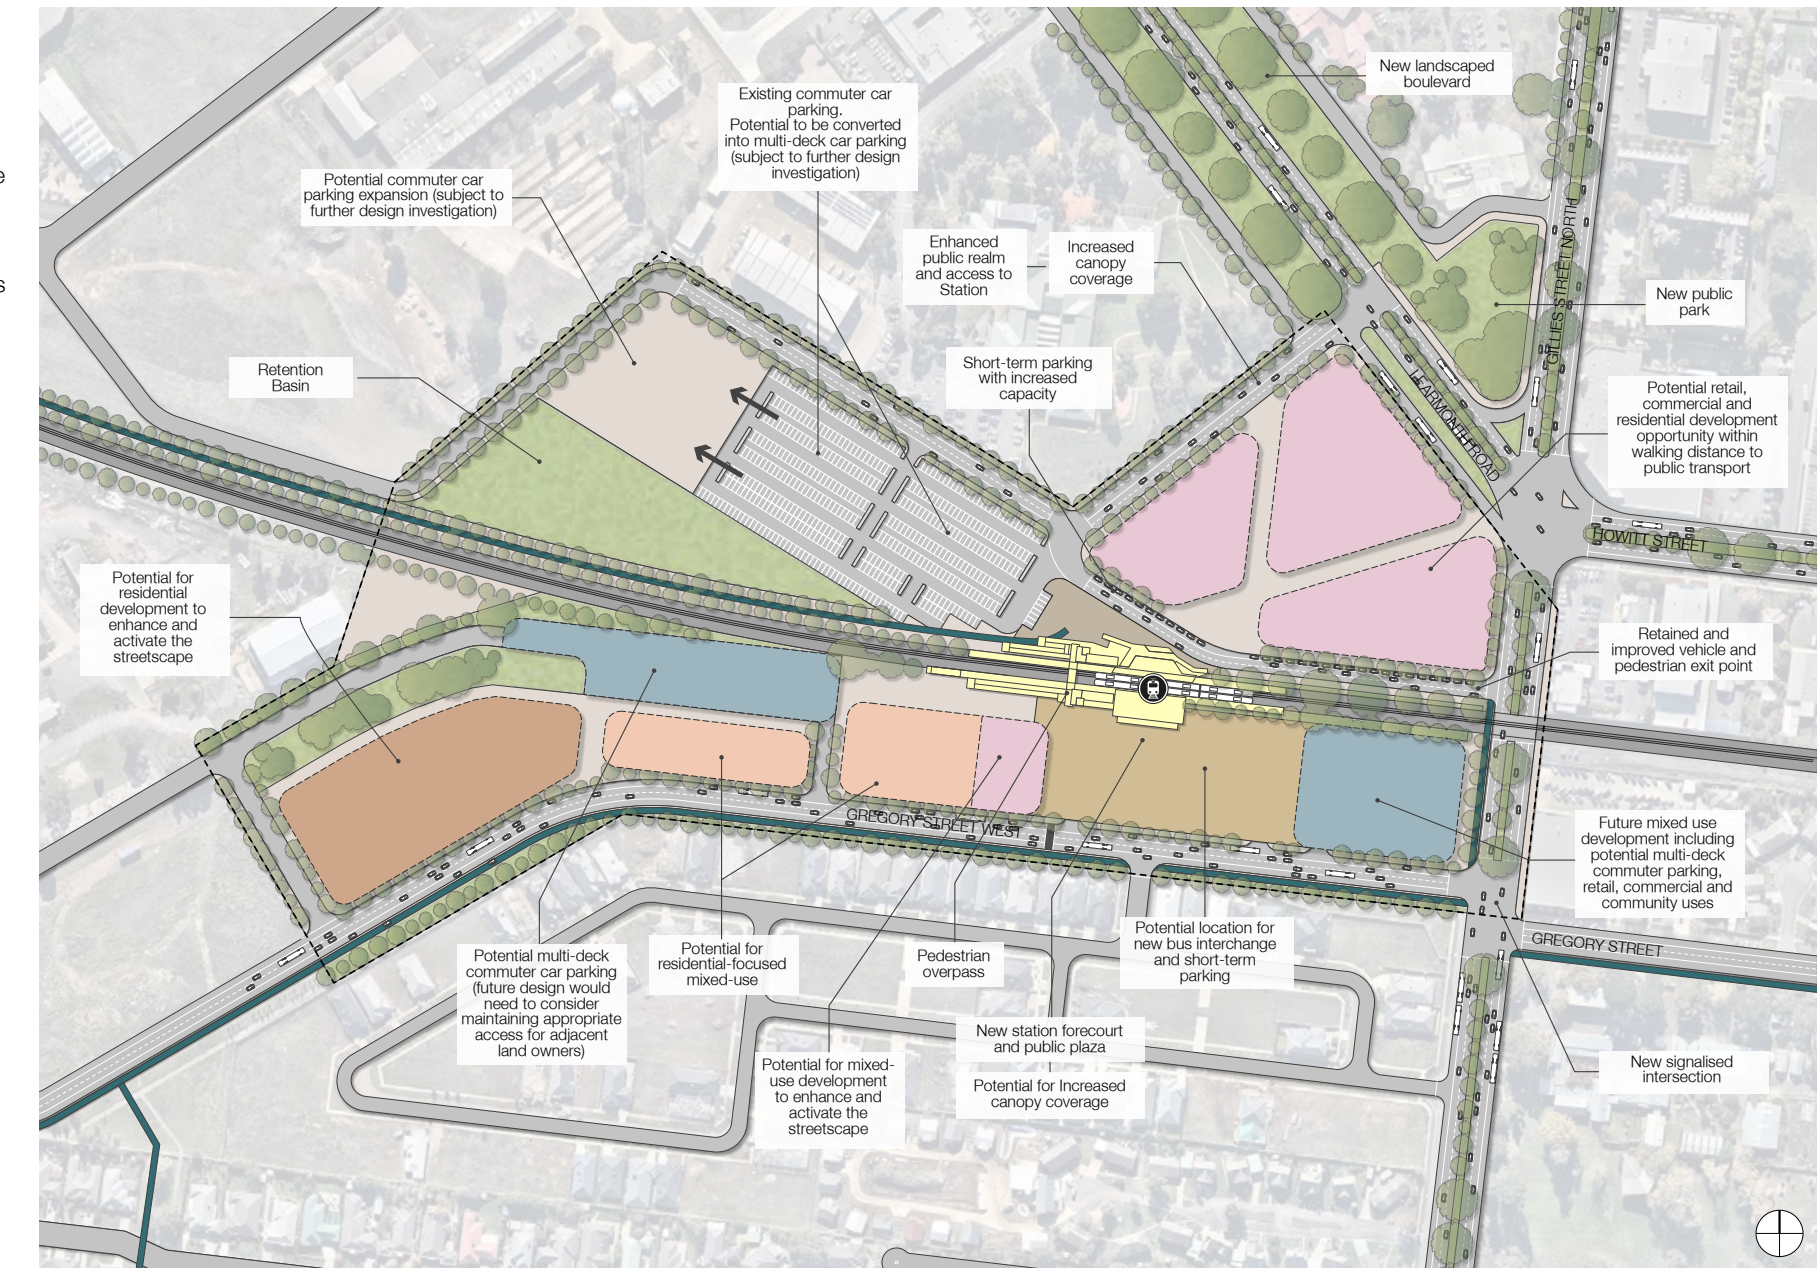 New landscaped
boulevard
Existing commuter car
parking.
Potential to be converted
into multi-deck car parking
(subject to further design
investigation)
Potential commuter car
parking expansion (subject to
further design investigation)
e
s
Enhanced
public realm
and access to
Station
Increased
canopy
coverage
GILLIES STREET NORTH
New public
park
Retention
Basin
Short-term parking
with increased
capacity
LEARMONTH ROAD
Potential retail,
commercial and
residential development
opportunity within
walking distance to
public transport
HOWITT STREET
Potential for
residential
development to
enhance and
activate the
streetscape
Retained and
improved vehicle and
pedestrian exit point
GREGORY STREET WEST
Future mixed use
development including
potential multi-deck
commuter parking,
retail, commercial and
community uses
GREGORY STREET
Potential multi-deck
commuter car parking
(future design would
need to consider
maintaining appropriate
access for adjacent
land owners)
Potential for
residential-focused
mixed-use
Pedestrian
overpass
Potential location for
new bus interchange
and short-term
parking
New station forecourt
and public plaza
Potential for Increased
canopy coverage
Potential for mixed-
use development
to enhance and
activate the
streetscape
New signalised
intersection